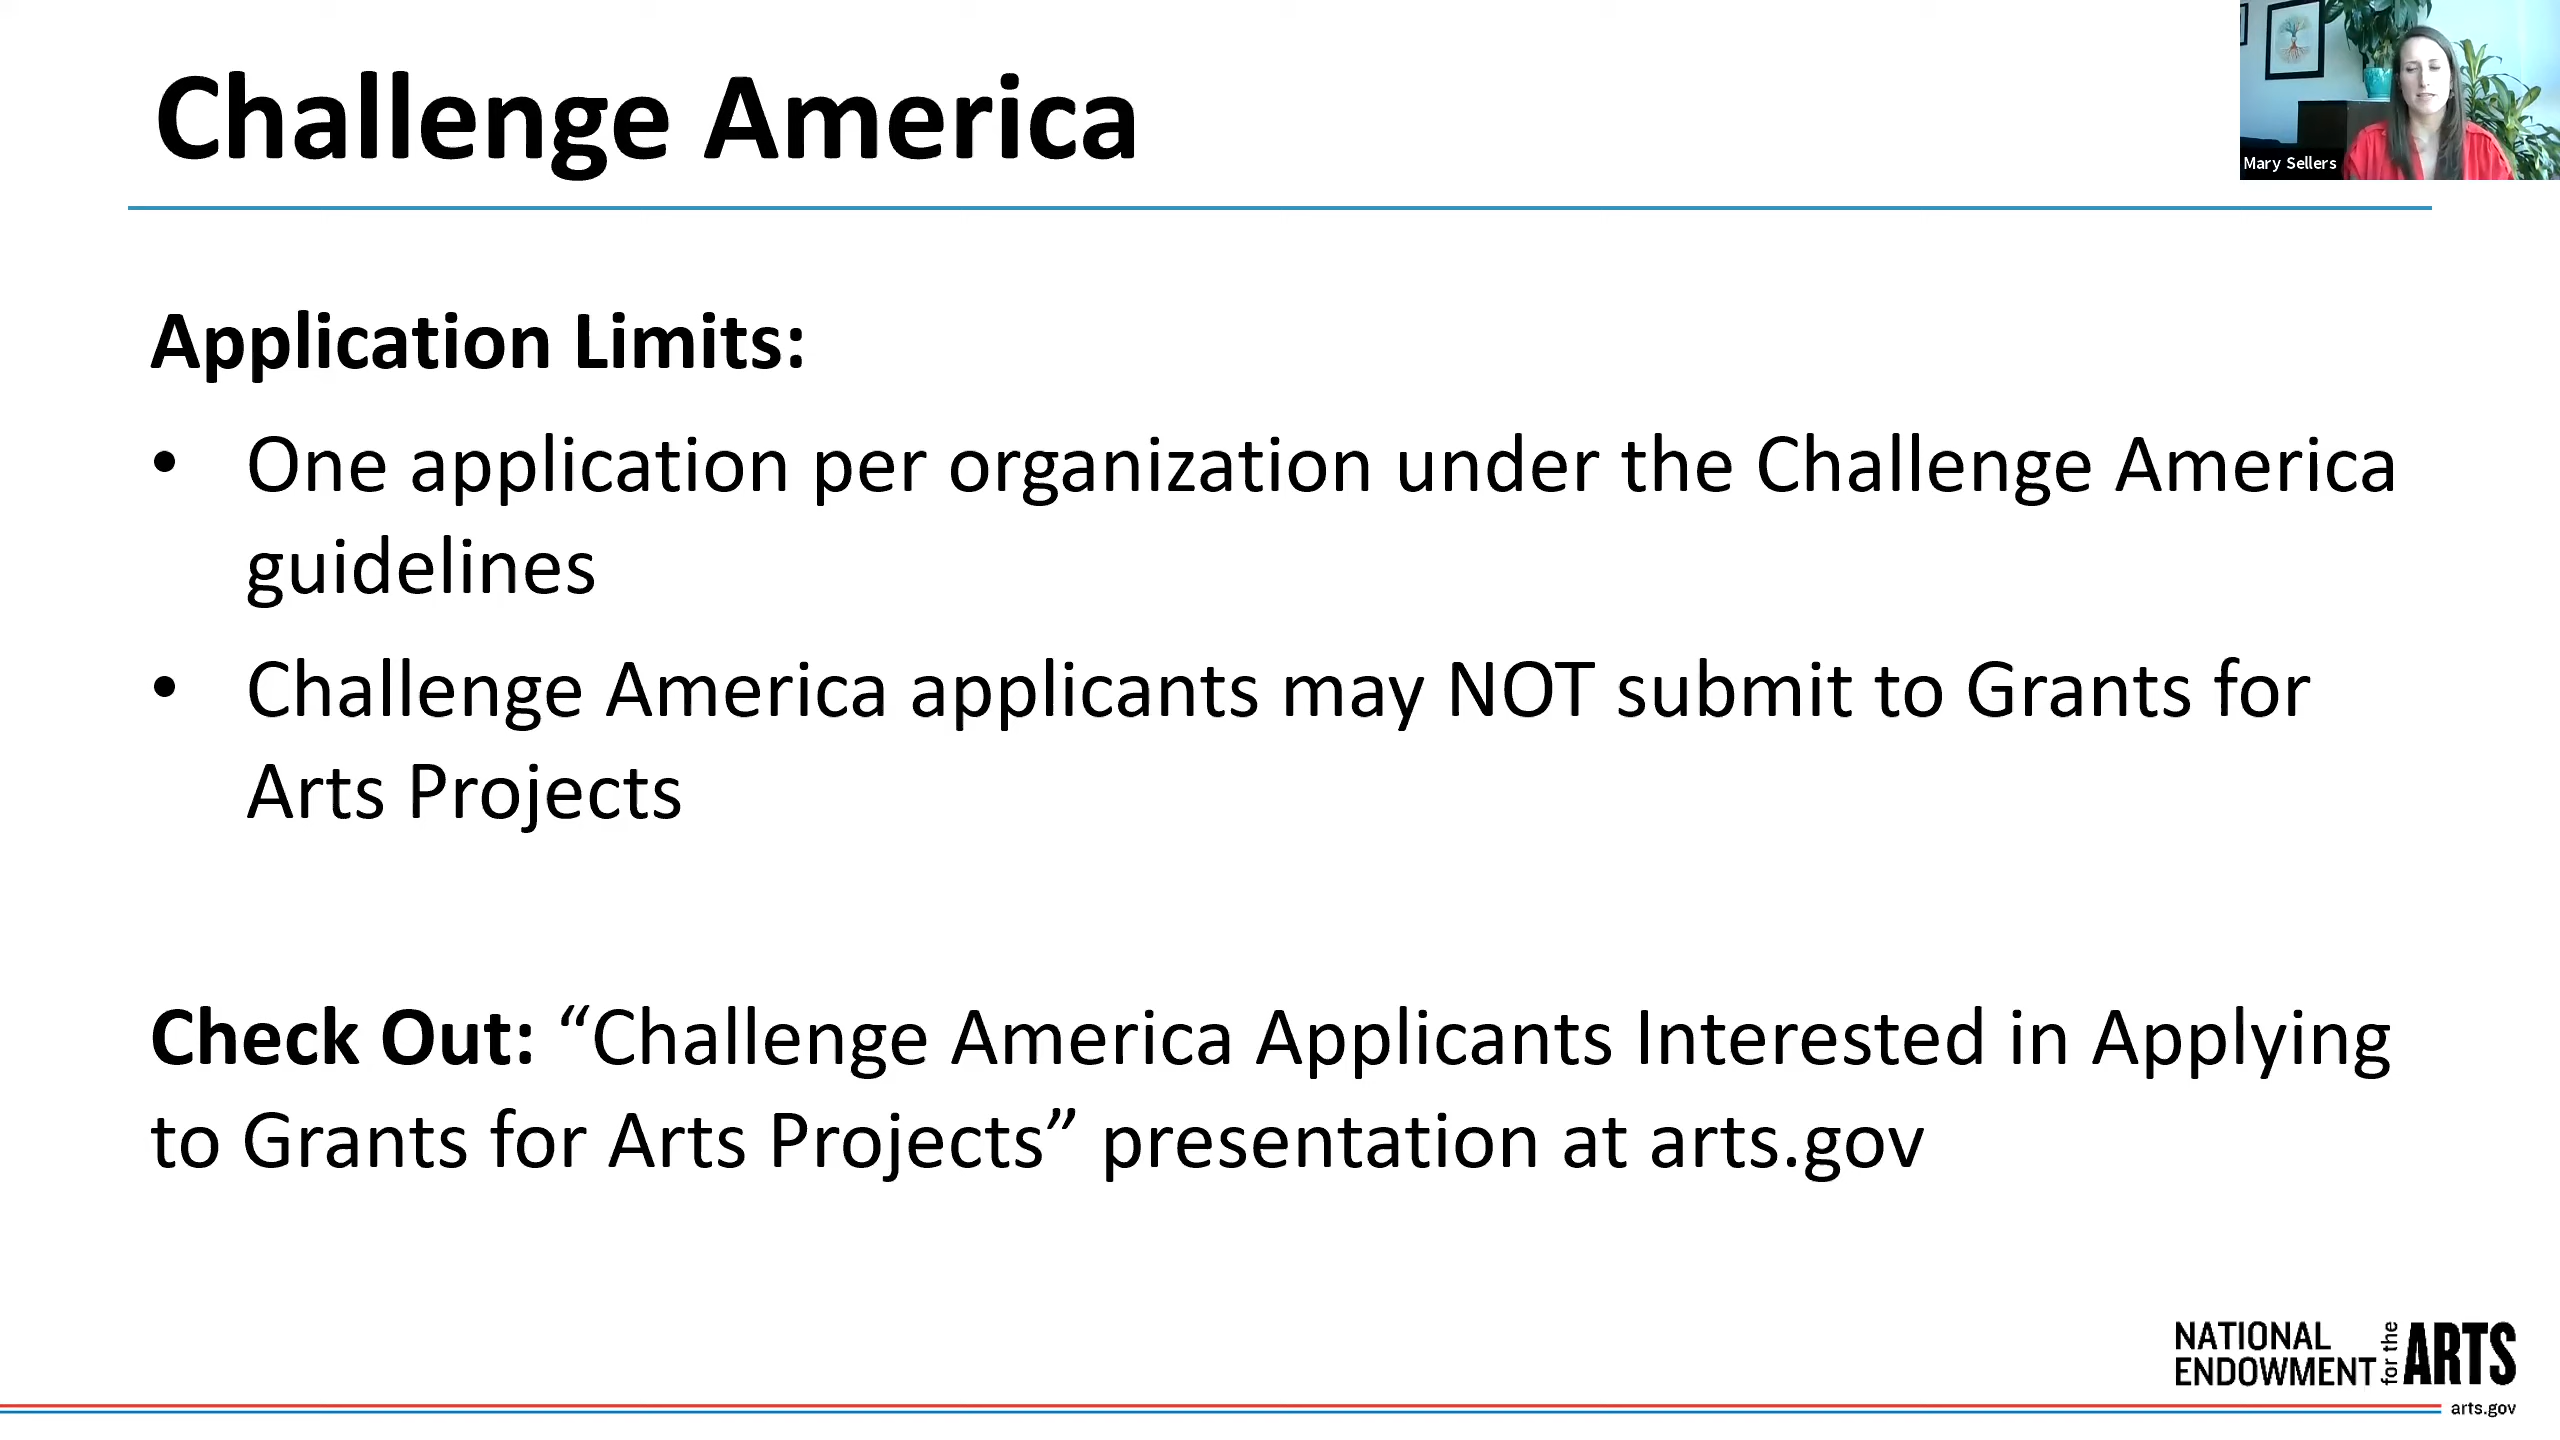 Challenge America
Mary Sellers
Application Limits:
• One application per organization under the Challenge America
guidelines
• Challenge America applicants may NOT submit to Grants for
Arts Projects
Check Out: “Challenge America Applicants Interested in Applying
to Grants for Arts Projects” presentation at arts.gov
NATIONAL
ENDOWMENT
for the
ARTS
arts.gov